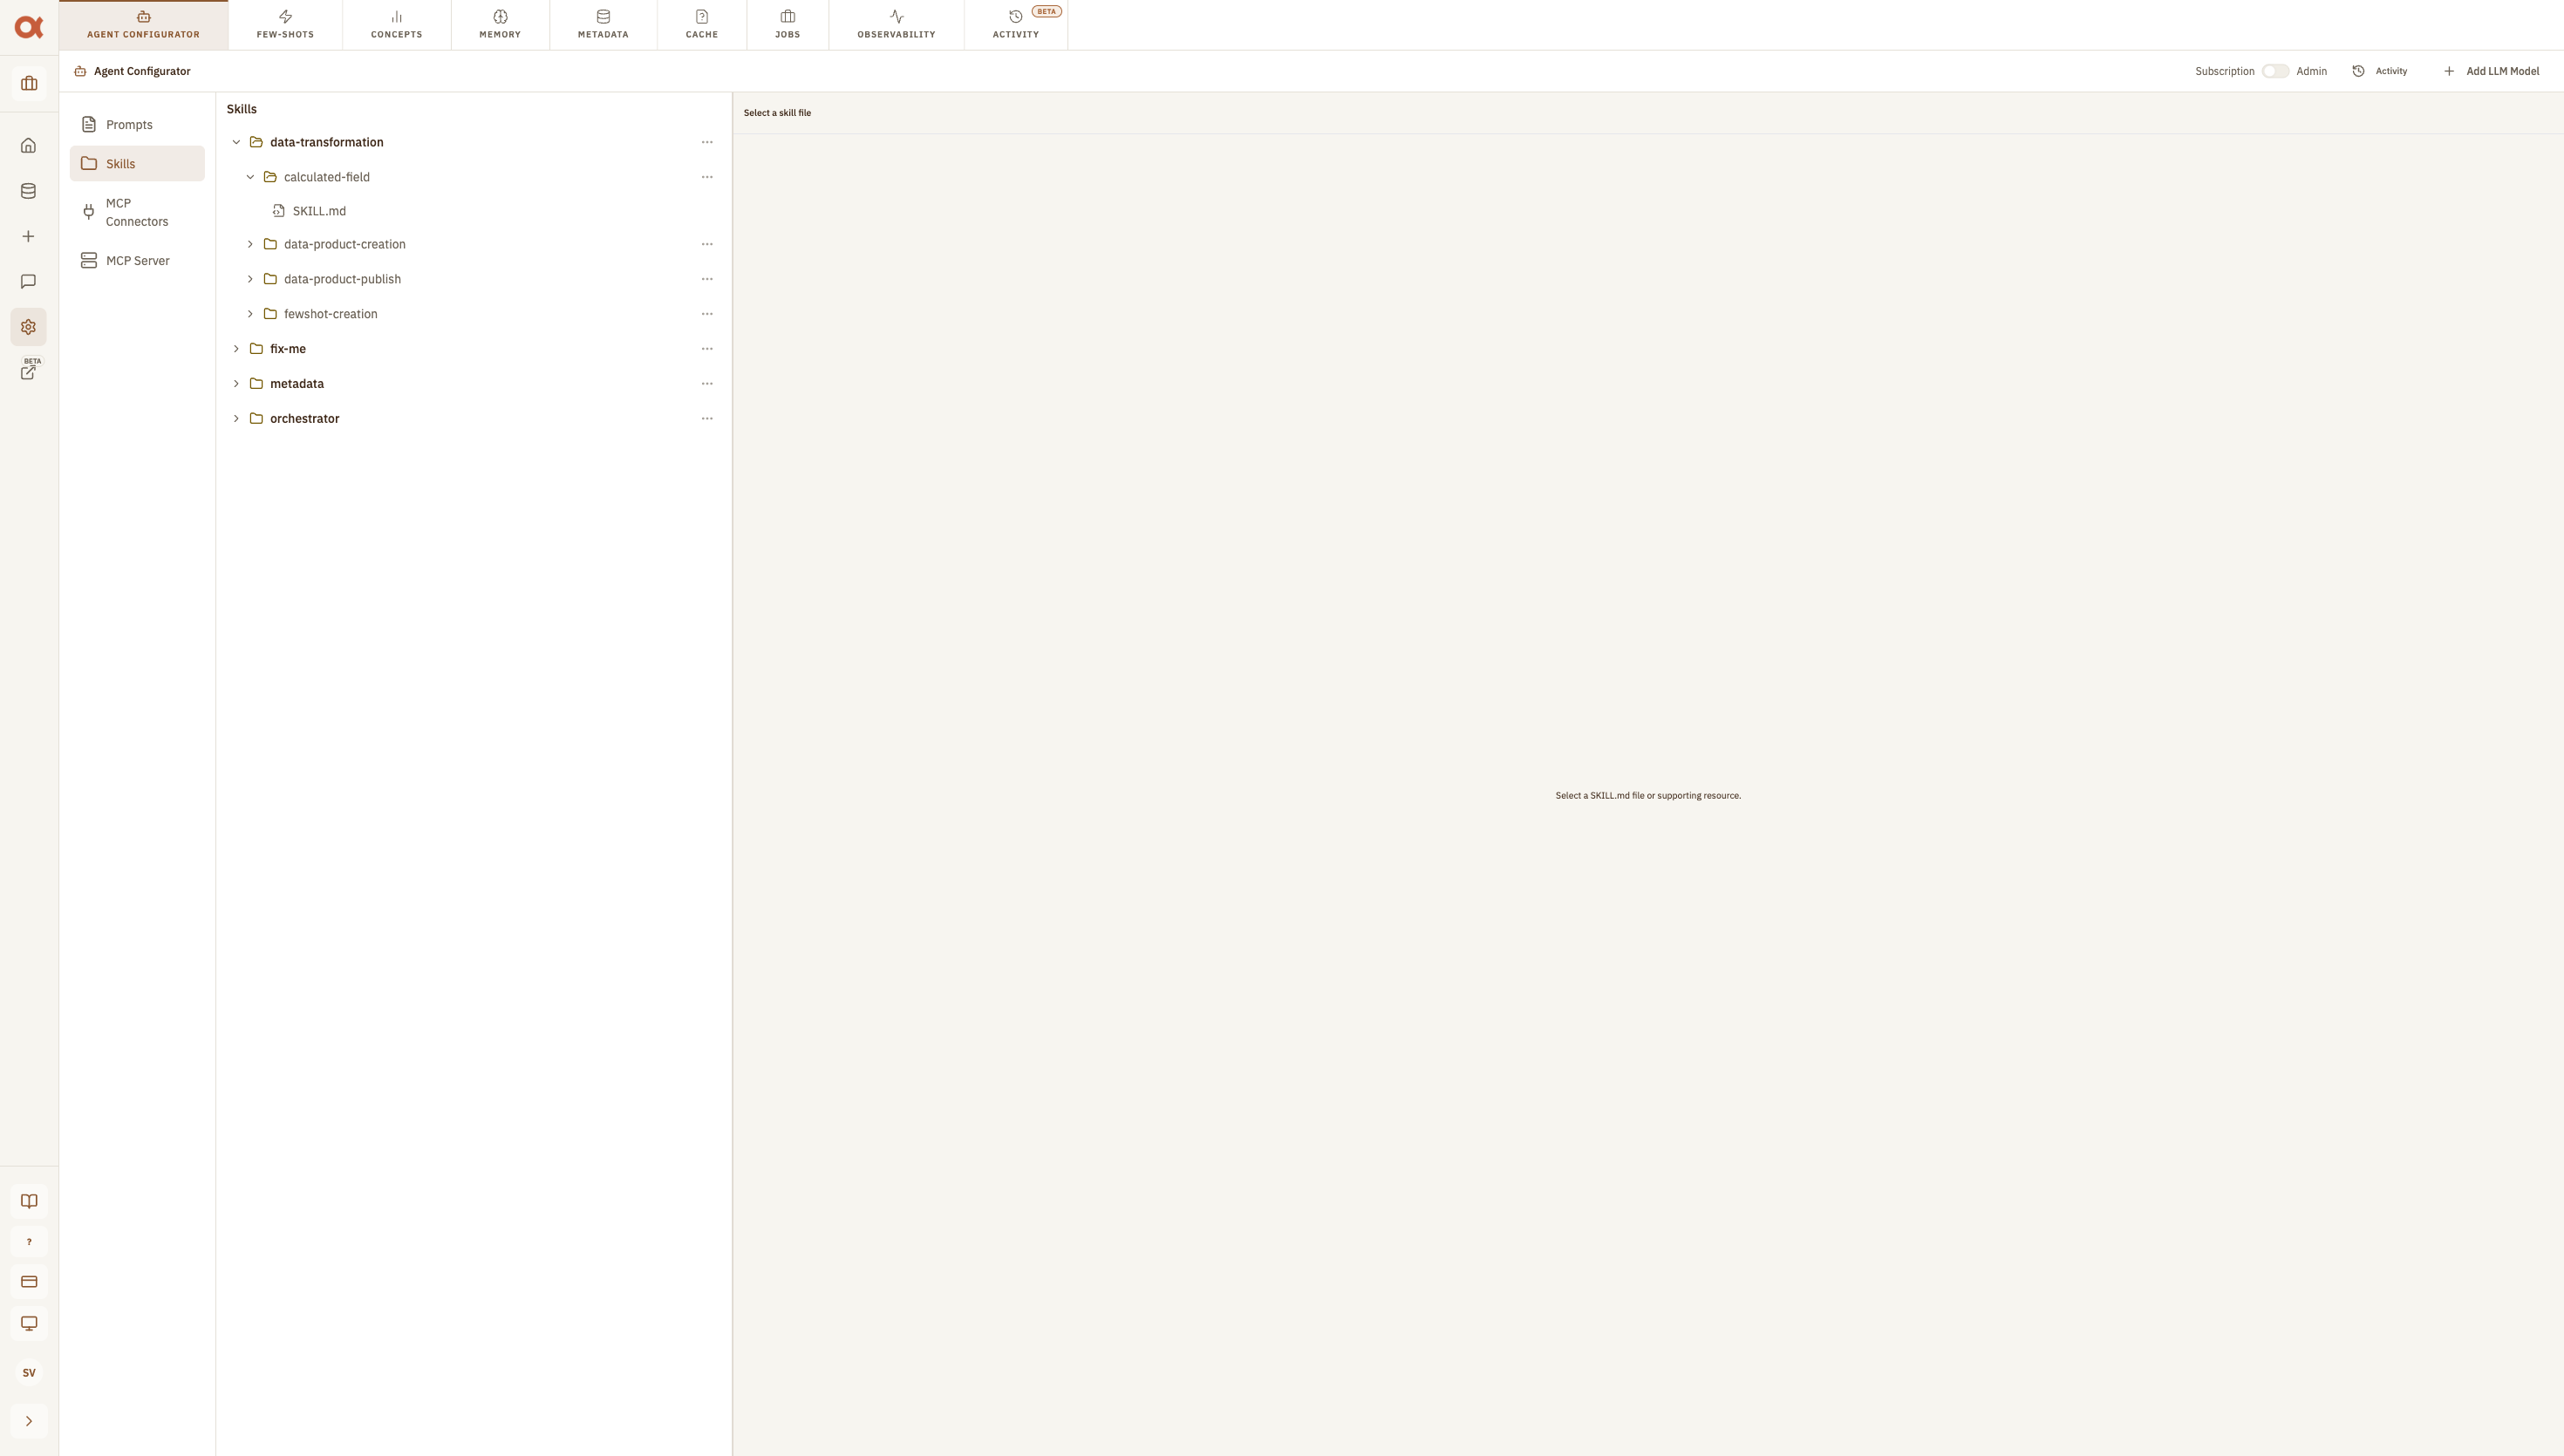 AGENT CONFIGURATOR
FEW-SHOTS
CONCEPTS
MEMORY
METADATA
CACHE
JOBS
OBSERVABILITY
ACTIVITY
BETA
Agent Configurator
Subscription
Admin
Activity
Add LLM Model
BETA
?
SV
Prompts
Skills
MCP
Connectors
MCP Server
Skills
data-transformation
calculated-field
SKILL.md
data-product-creation
data-product-publish
fewshot-creation
fix-me
metadata
orchestrator
Select a skill file
Select a SKILL.md file or supporting resource.